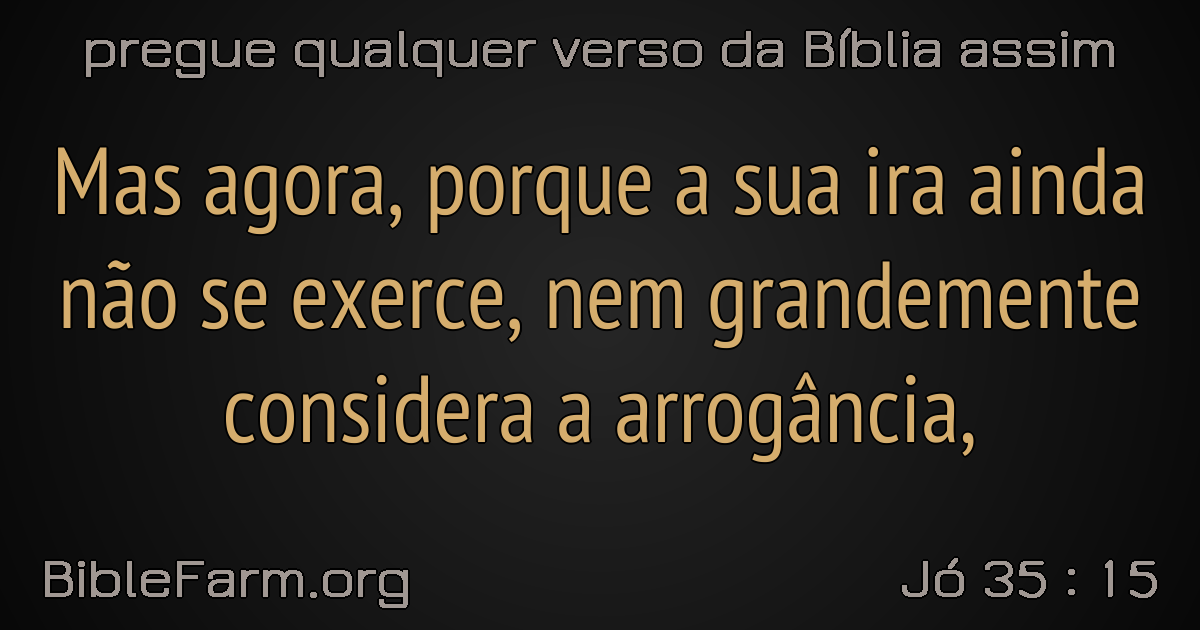 pregue qualquer verso da Bíblia assim
Mas agora, porque a sua ira ainda
não se exerce, nem grandemente
considera a arrogância,
BibleFarm.org
Jó 35 : 15